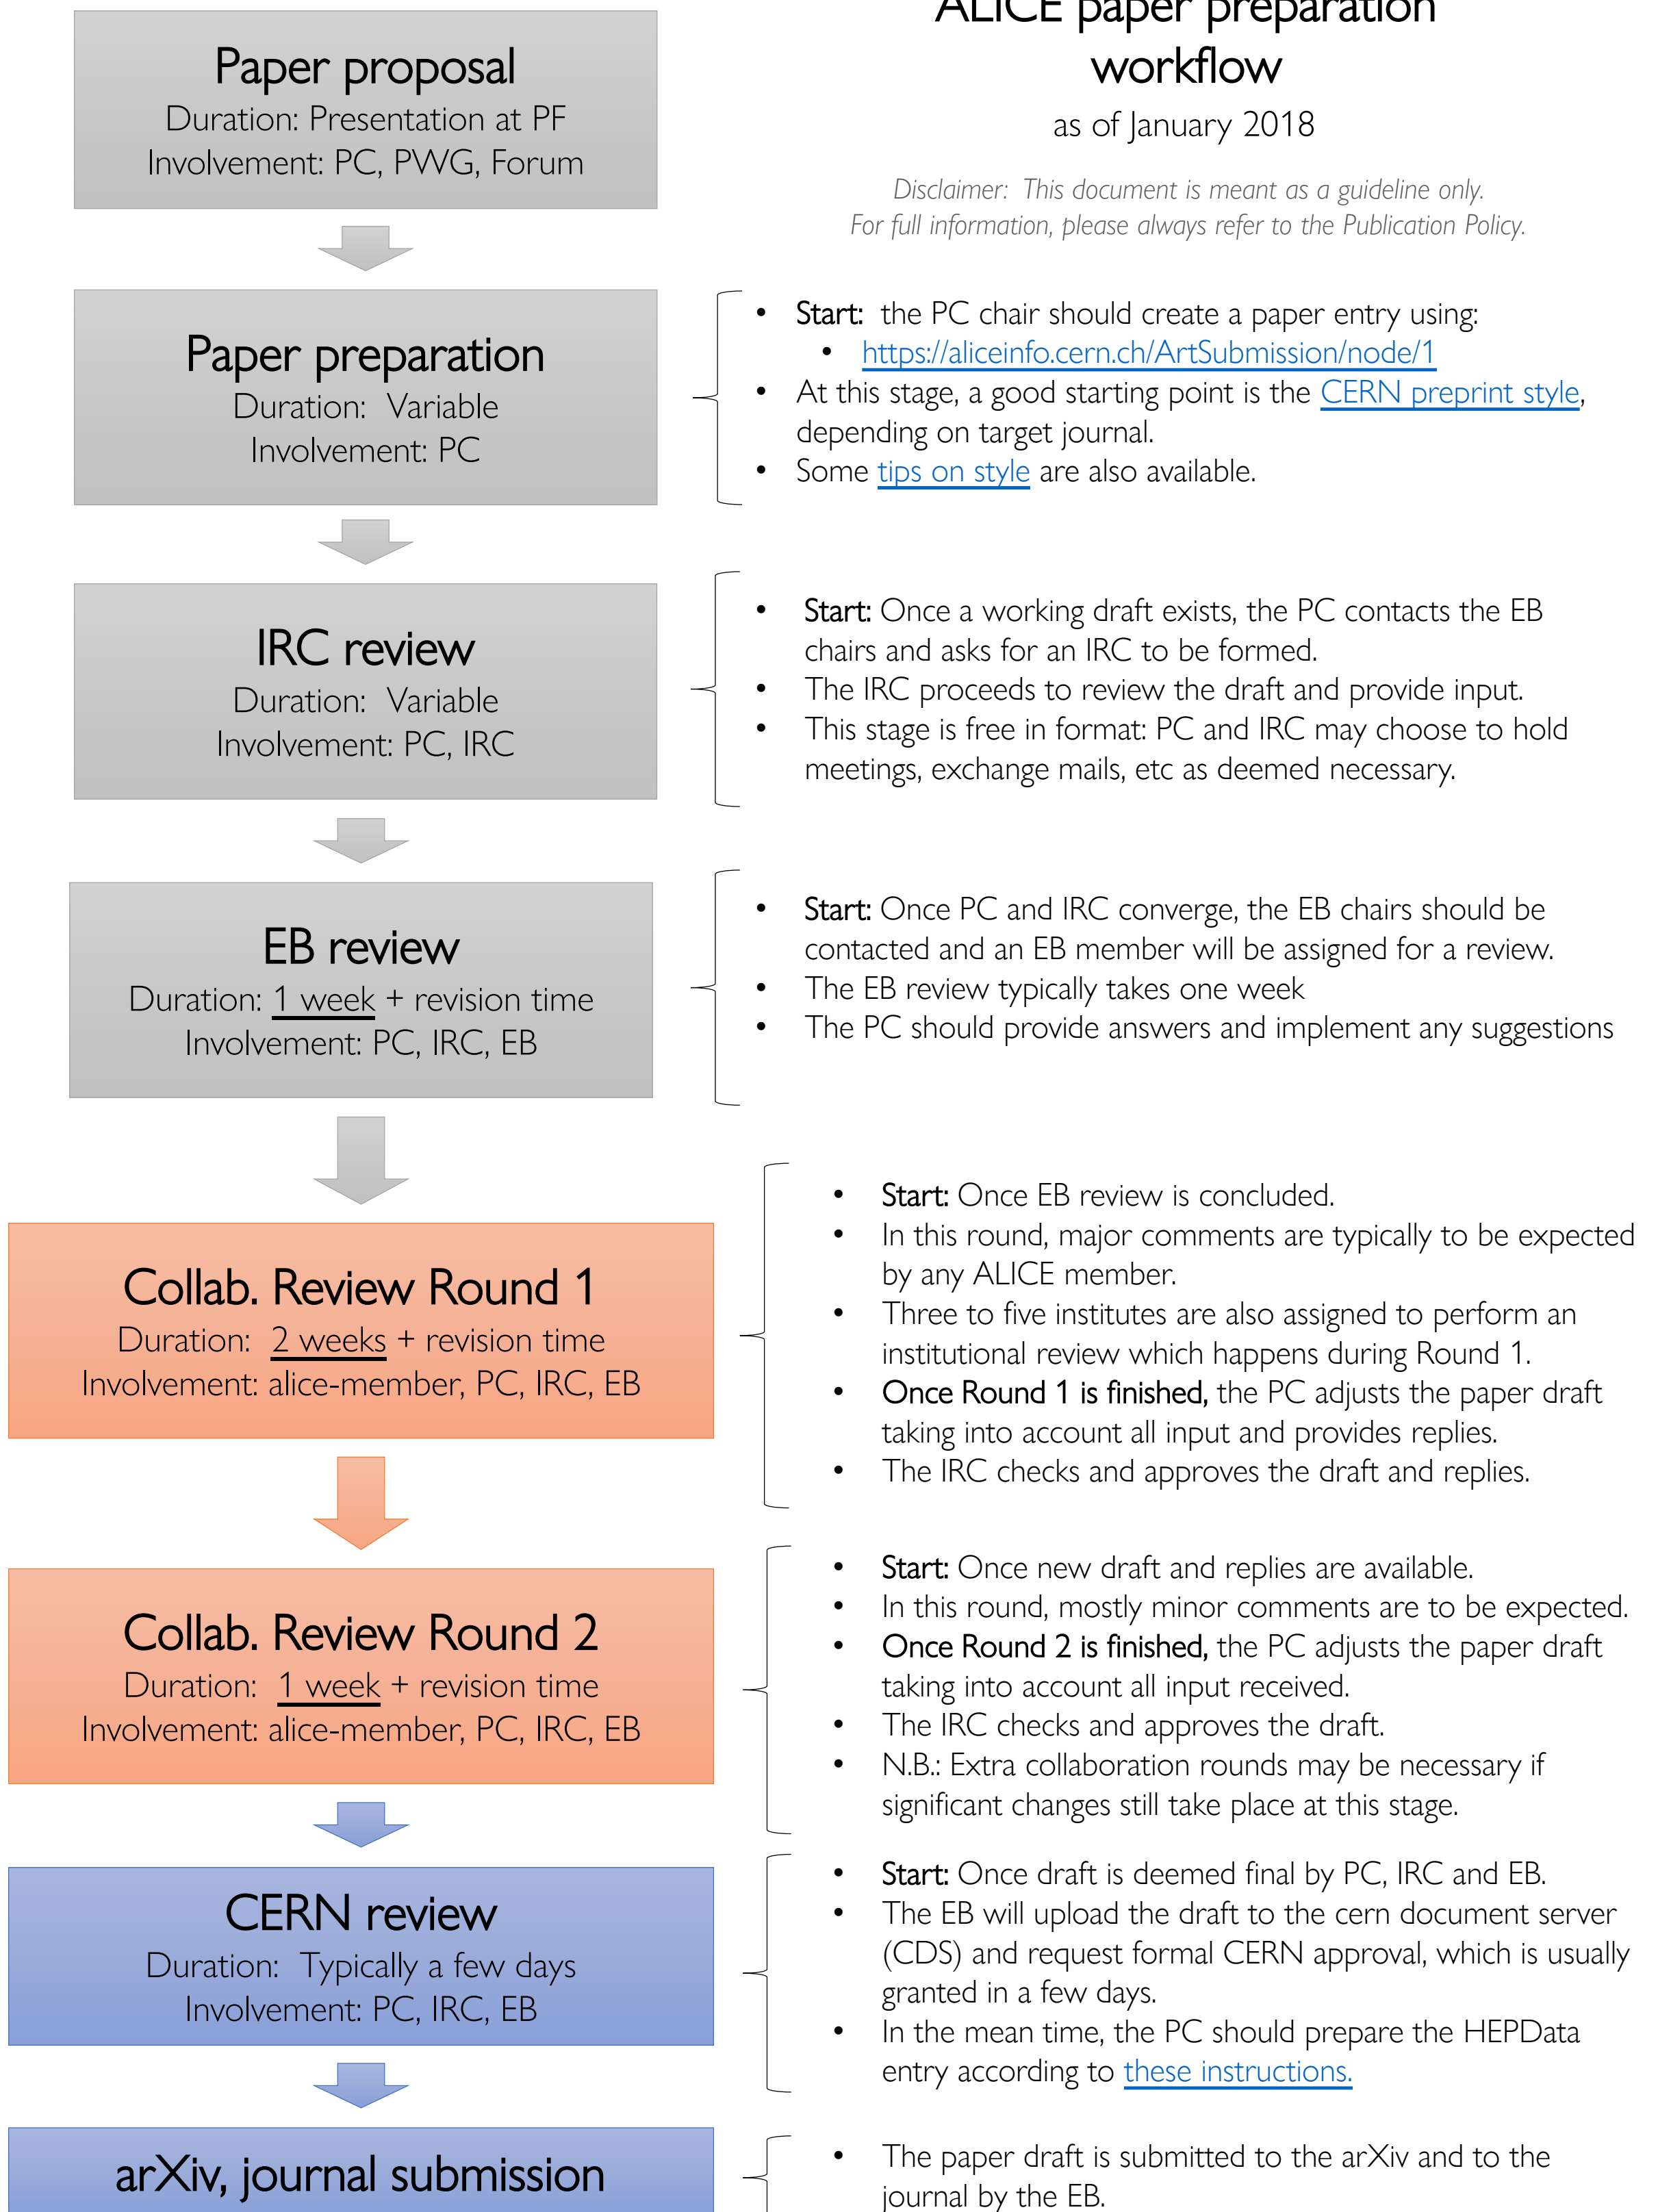 ALICE paper preparation
workflow
as of January 2018
Disclaimer: This document is meant as a guideline only.
For full information, please always refer to the Publication Policy.
Paper proposal
Duration: Presentation at PF
Involvement: PC, PWG, Forum
Paper preparation
Duration: Variable
Involvement: PC
• Start: the PC chair should create a paper entry using:
• https://aliceinfo.cern.ch/ArtSubmission/node/1
• At this stage, a good starting point is the CERN preprint style,
depending on target journal.
• Some tips on style are also available.
IRC review
Duration: Variable
Involvement: PC, IRC
• Start: Once a working draft exists, the PC contacts the EB
chairs and asks for an IRC to be formed.
• The IRC proceeds to review the draft and provide input.
• This stage is free in format: PC and IRC may choose to hold
meetings, exchange mails, etc as deemed necessary.
EB review
Duration: 1 week + revision time
Involvement: PC, IRC, EB
• Start: Once PC and IRC converge, the EB chairs should be
contacted and an EB member will be assigned for a review.
• The EB review typically takes one week
• The PC should provide answers and implement any suggestions
Collab. Review Round 1
Duration: 2 weeks + revision time
Involvement: alice-member, PC, IRC, EB
• Start: Once EB review is concluded.
• In this round, major comments are typically to be expected
by any ALICE member.
• Three to five institutes are also assigned to perform an
institutional review which happens during Round 1.
• Once Round 1 is finished, the PC adjusts the paper draft
taking into account all input and provides replies.
• The IRC checks and approves the draft and replies.
Collab. Review Round 2
Duration: 1 week + revision time
Involvement: alice-member, PC, IRC, EB
• Start: Once new draft and replies are available.
• In this round, mostly minor comments are to be expected.
• Once Round 2 is finished, the PC adjusts the paper draft
taking into account all input received.
• The IRC checks and approves the draft.
• N.B.: Extra collaboration rounds may be necessary if
significant changes still take place at this stage.
CERN review
Duration: Typically a few days
Involvement: PC, IRC, EB
• Start: Once draft is deemed final by PC, IRC and EB.
• The EB will upload the draft to the cern document server
(CDS) and request formal CERN approval, which is usually
granted in a few days.
• In the mean time, the PC should prepare the HEPData
entry according to these instructions.
arXiv, journal submission
• The paper draft is submitted to the arXiv and to the
journal by the EB.